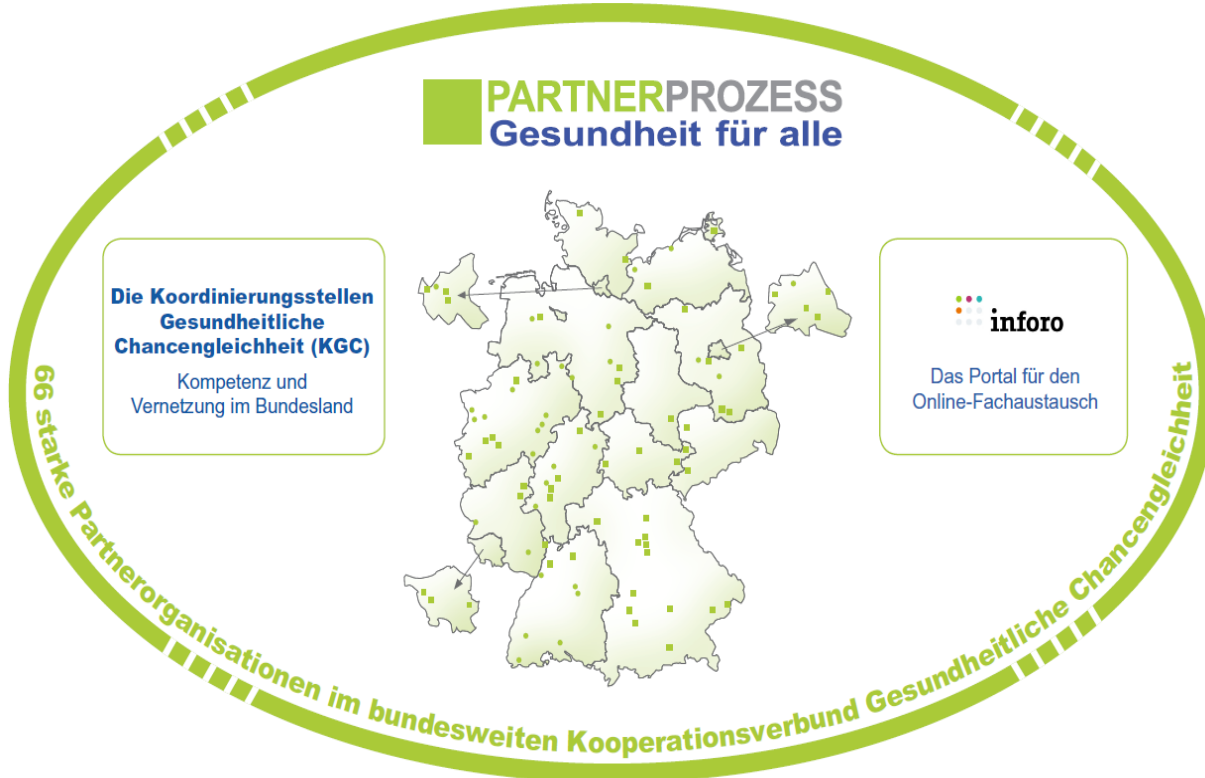 PARTNERPROZESS
Gesundheit für alle
Die Koordinierungsstellen
Gesundheitliche
Chancengleichheit (KGC)
Kompetenz und
Vernetzung im Bundesland
inforo
Das Portal für den
Online-Fachaustausch
66 starke Partnerorganisationen im bundesweiten Kooperationsverbund Gesundheitliche Chancengleichheit